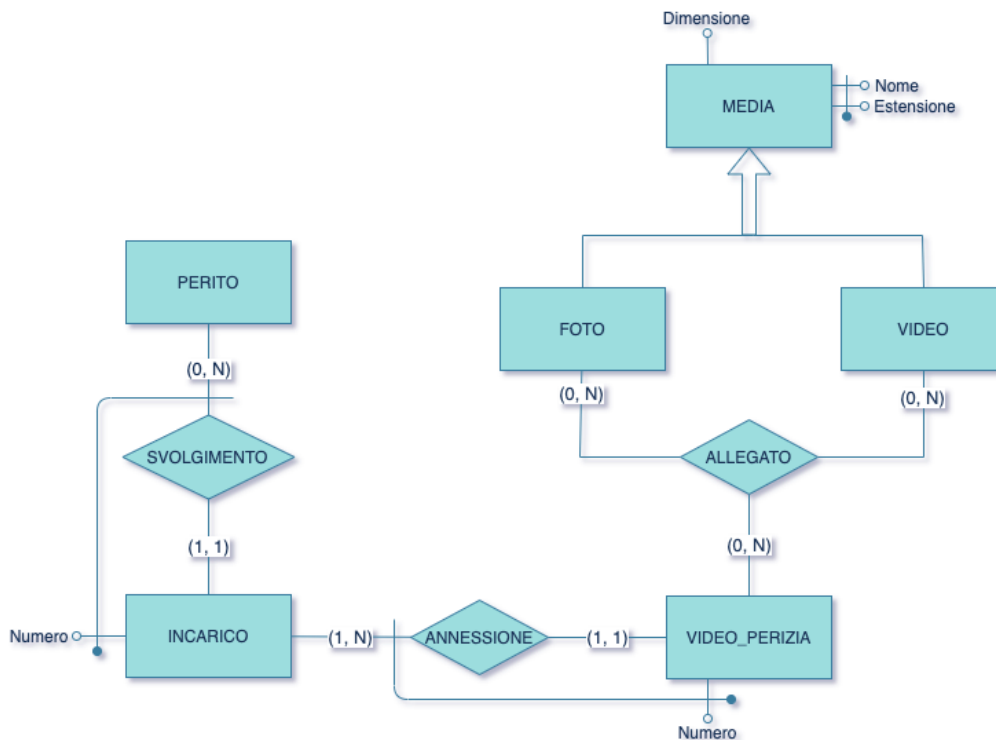 Dimensione
MEDIA
Nome
Estensione
PERITO
FOTO
VIDEO
(0, N)
(0, N)
(0, N)
SVOLGIMENTO
ALLEGATO
(1, 1)
(0, N)
Numero
INCARICO
(1, N)
ANNESSIONE
(1, 1)
VIDEO_PERIZIA
Numero